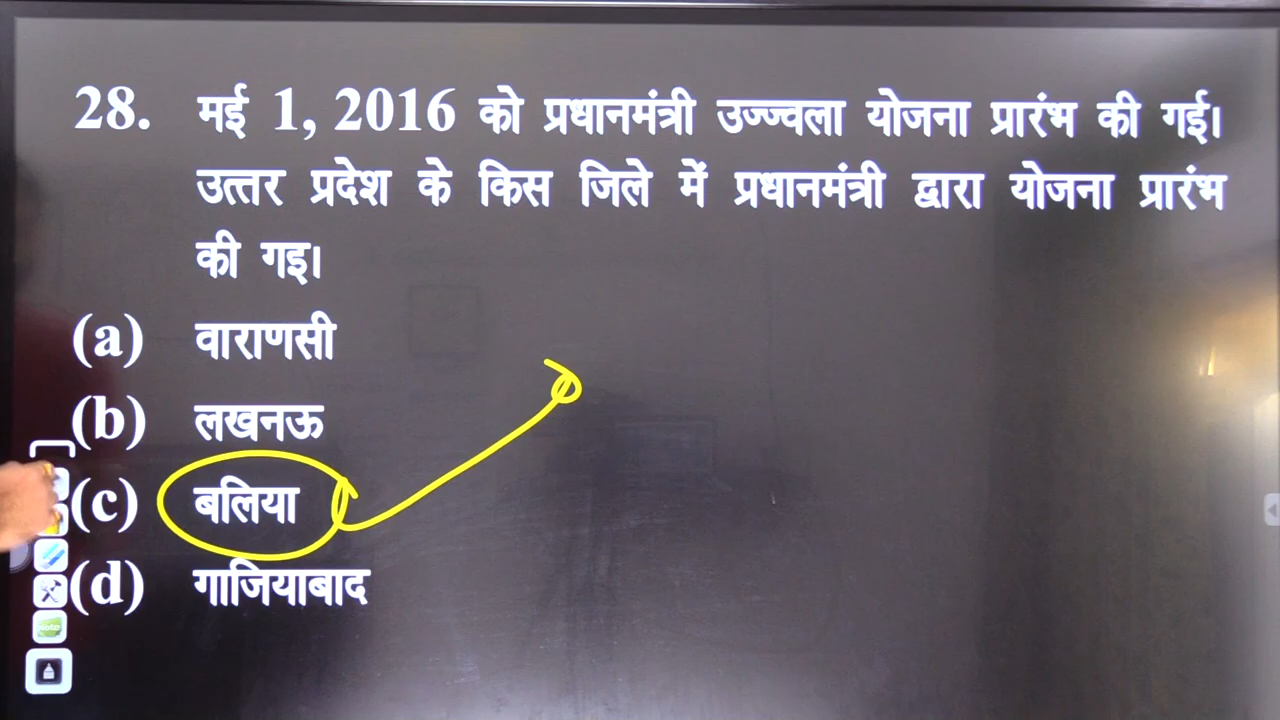 28. मई 1, 2016 को प्रधानमंत्री उज्ज्वला योजना प्रारंभ की गई।
उत्तर प्रदेश के किस जिले में प्रधानमंत्री द्वारा योजना प्रारंभ
की गइ।
(a) वाराणसी
(b) लखनऊ
(c) बलिया
(d) गाजियाबाद